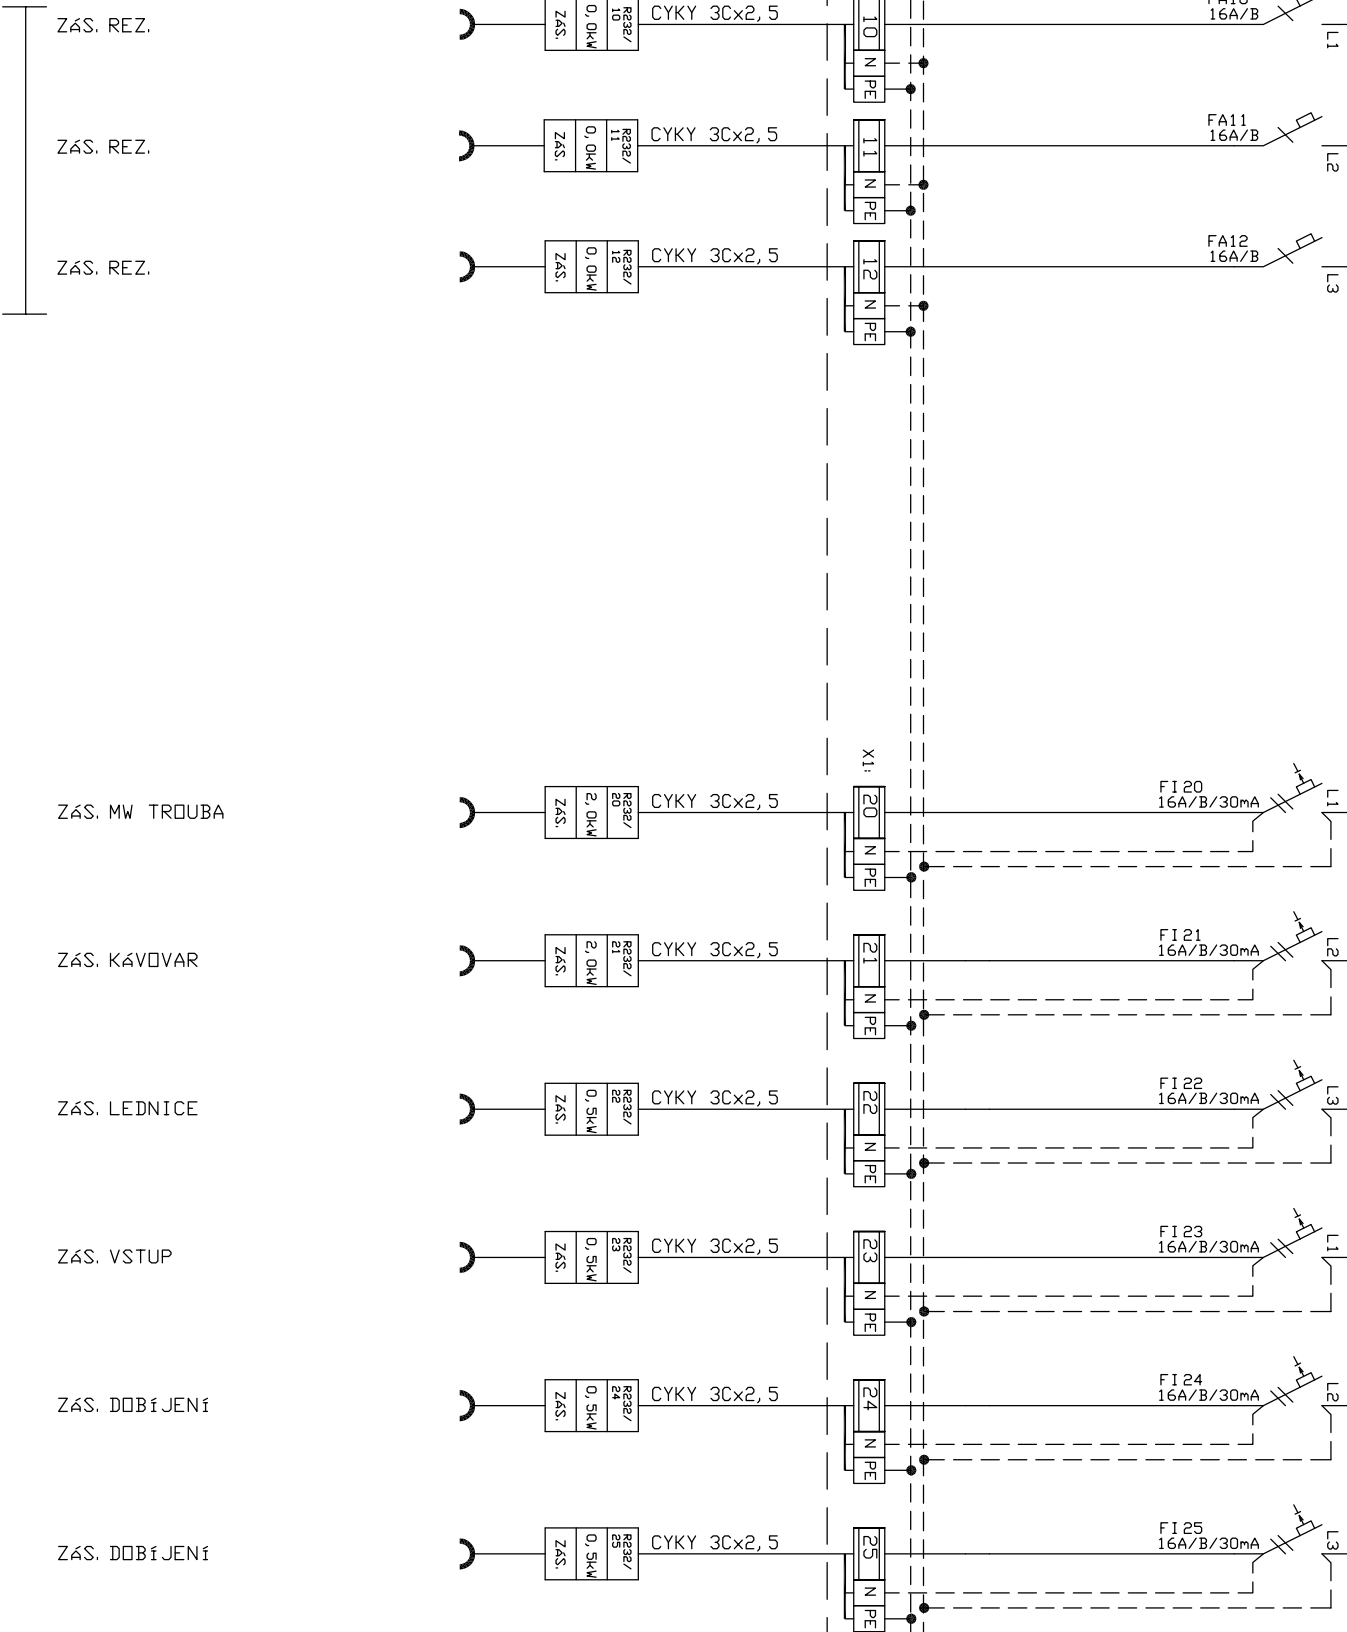 ZÁS. REZ.
ZÁS.
0,0kW
R232/
10
CYKY 3Cx2,5
10
N
PE
16A/B
L1
ZÁS. REZ.
ZÁS.
0,0kW
R232/
11
CYKY 3Cx2,5
11
N
PE
FA11
16A/B
L2
ZÁS. REZ.
ZÁS.
0,0kW
R232/
12
CYKY 3Cx2,5
12
N
PE
FA12
16A/B
L3
X1:
ZÁS. MW TROUBA
ZÁS.
2,0kW
R232/
20
CYKY 3Cx2,5
20
N
PE
FI20
16A/B/30mA
L1
ZÁS. KÁVOVAR
ZÁS.
2,0kW
R232/
21
CYKY 3Cx2,5
21
N
PE
FI21
16A/B/30mA
L2
ZÁS. LEDNICE
ZÁS.
0,5kW
R232/
22
CYKY 3Cx2,5
22
N
PE
FI22
16A/B/30mA
L3
ZÁS. VSTUP
ZÁS.
0,5kW
R232/
23
CYKY 3Cx2,5
23
N
PE
FI23
16A/B/30mA
L1
ZÁS. DOBÍJENÍ
ZÁS.
0,5kW
R232/
24
CYKY 3Cx2,5
24
N
PE
FI24
16A/B/30mA
L2
ZÁS. DOBÍJENÍ
ZÁS.
0,5kW
R232/
25
CYKY 3Cx2,5
25
N
PE
FI25
16A/B/30mA
L3